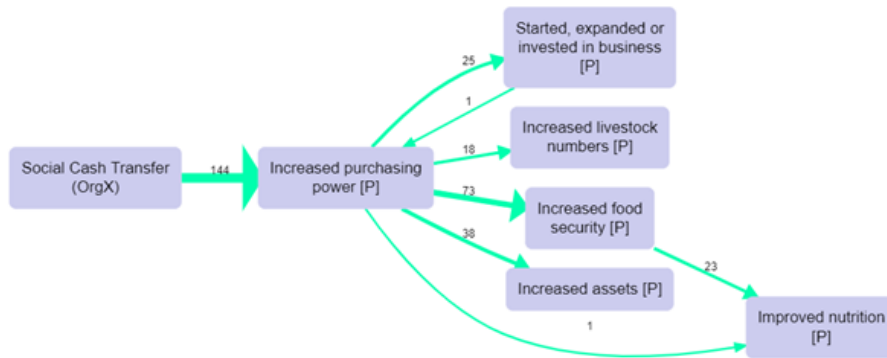 Started, expanded or
invested in business
[P]
25
1
Increased livestock
numbers [P]
18
Social Cash Transfer
(OrgX)
144
Increased purchasing
power [P]
73
Increased food
security [P]
38
23
Increased assets [P]
1
Improved nutrition
[P]